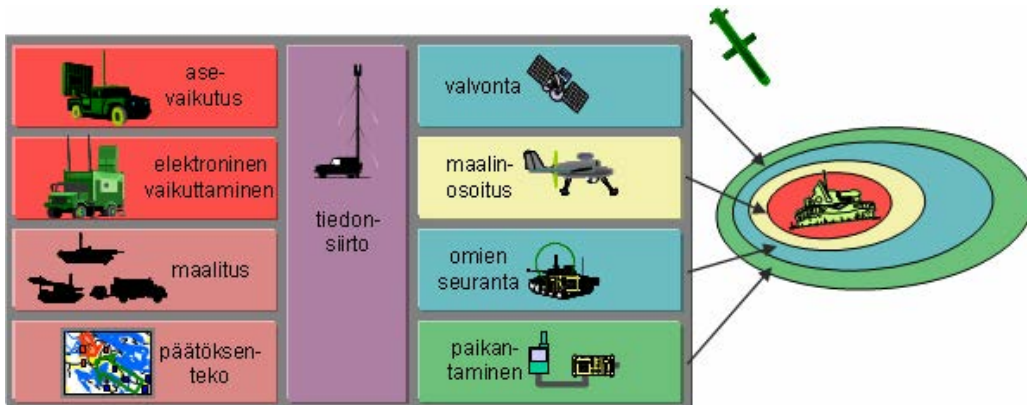 ase-
vaikutus
elektroninen
vaikuttaminen
maalitus
päätöksen-
teko
tiedon-
siirto
valvonta
maalin-
osoitus
omien
seuranta
paikan-
taminen